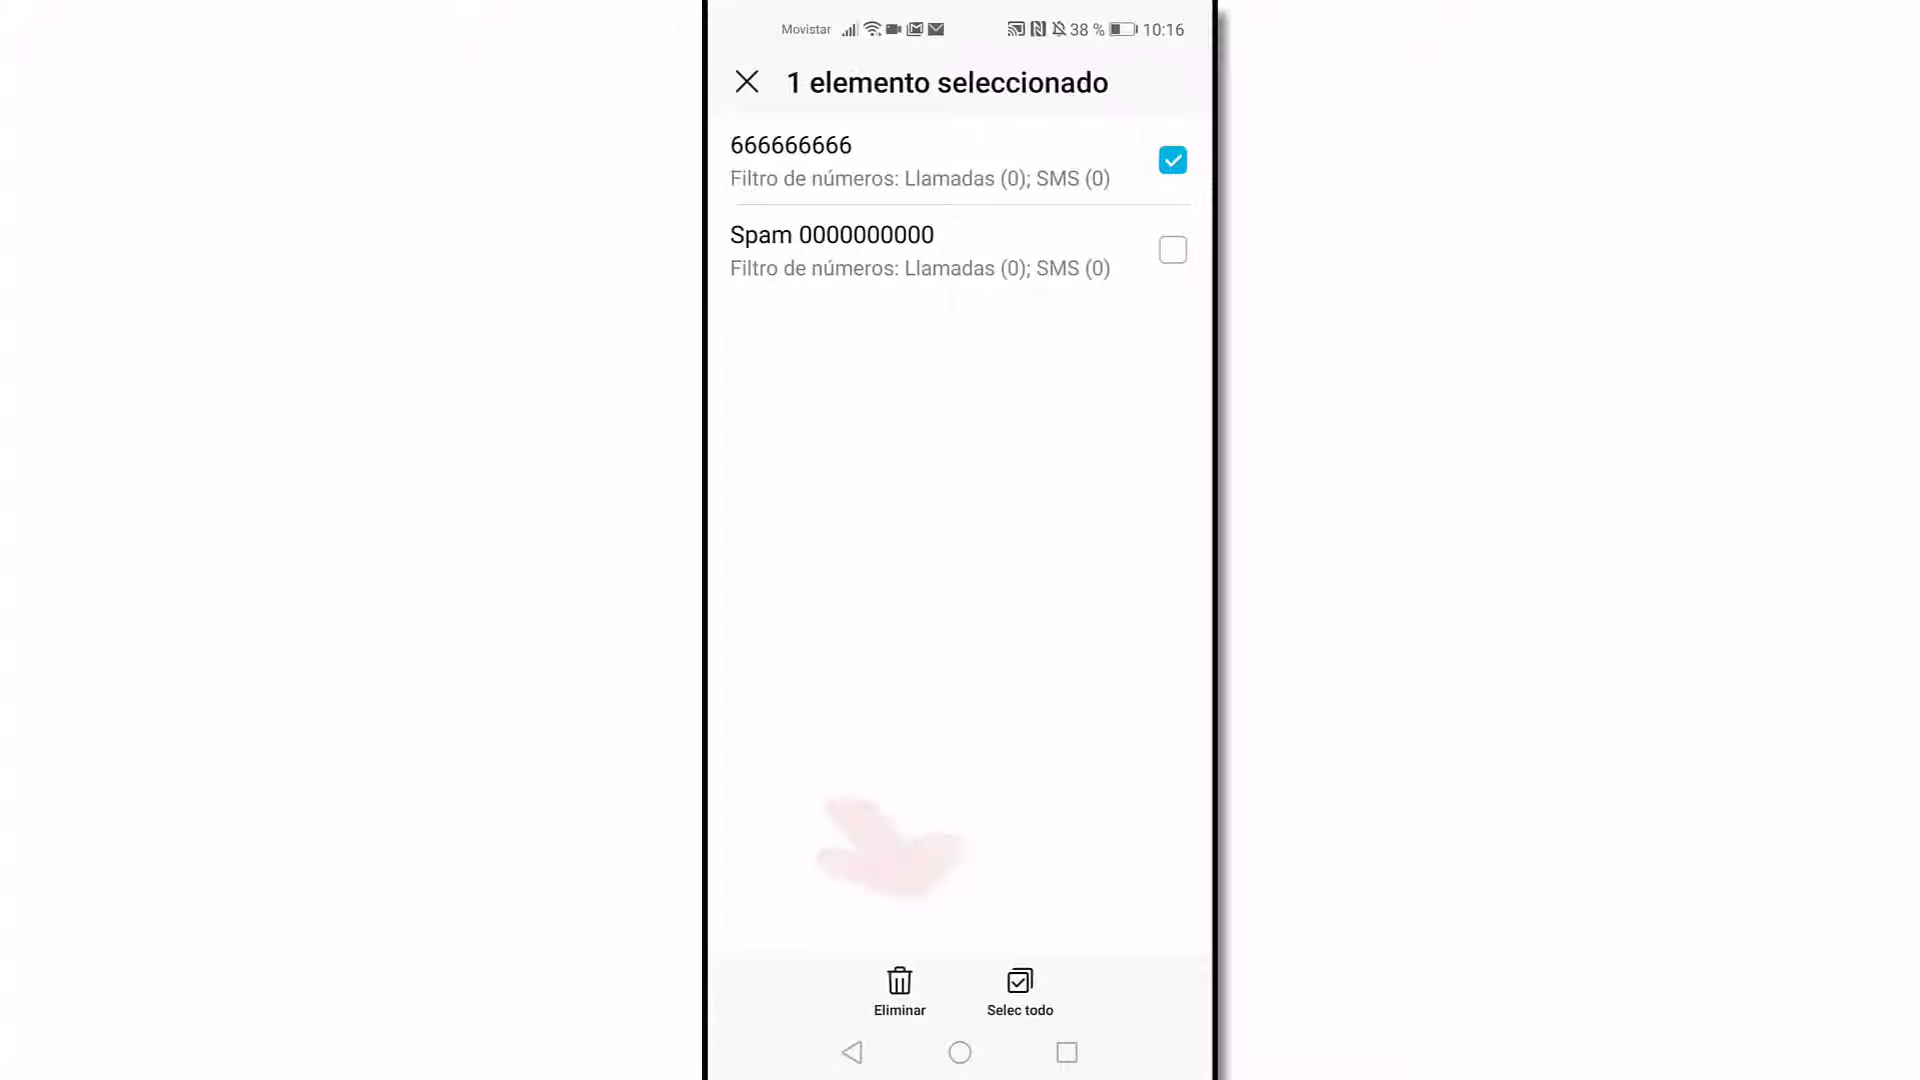 Movistar 38 % 10:16
1 elemento seleccionado
666666666
Filtro de números: Llamadas (0); SMS (0)
Spam 0000000000
Filtro de números: Llamadas (0); SMS (0)
Eliminar Selec todo